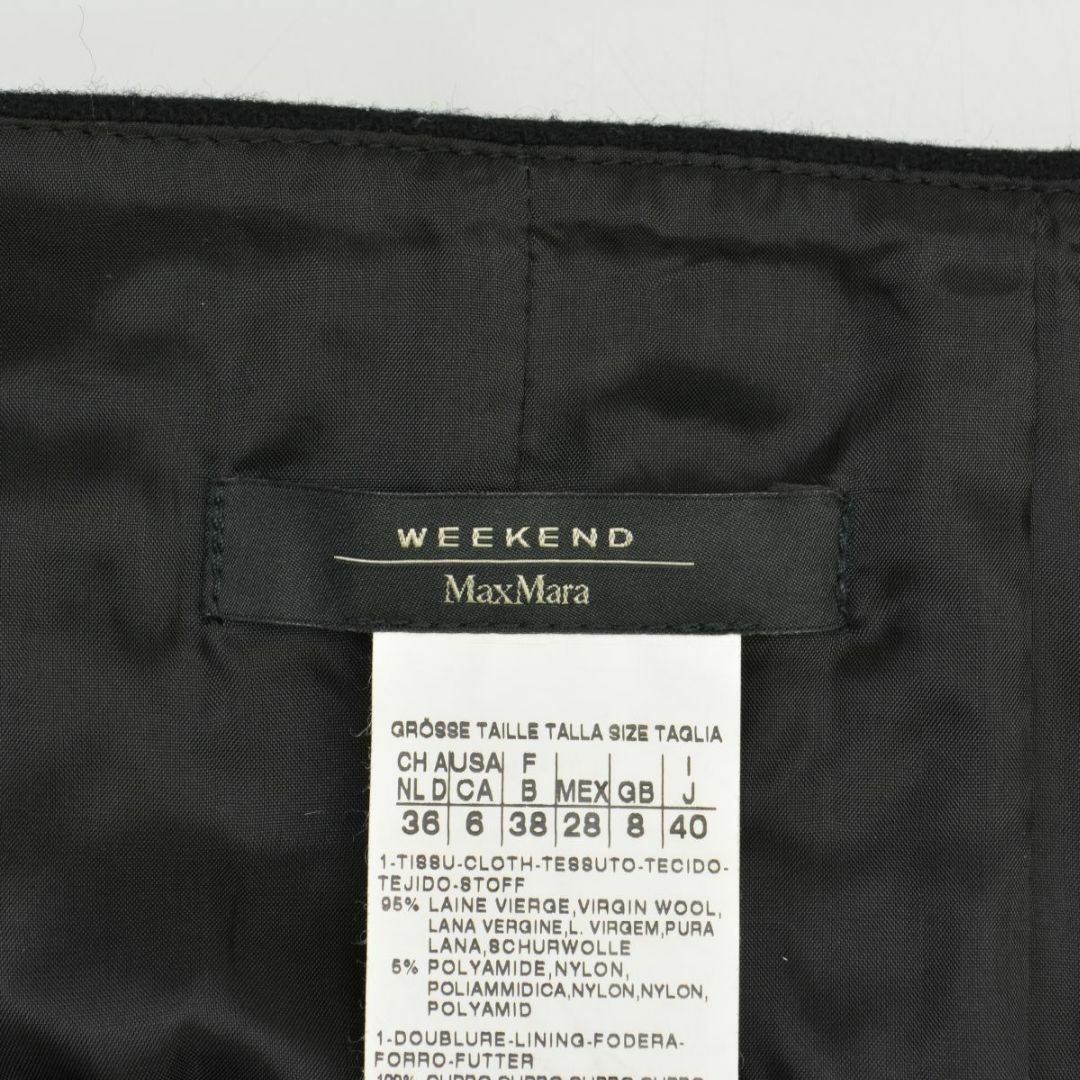 WEEKEND
MaxMara
GRÖSSE TAILLE TALLA SIZE TAGLIA
CH A USA F I
NL D CA B MEX GB J
36 6 38 28 8 40
1-TISSU-CLOTH-TESSUTO-TECIDO-
TEJIDO-STOFF
95% LAINE VIERGE,VIRGIN WOOL,
LANA VERGINE,L. VIRGEM,PURA
LANA,SCHURWOLLE
5% POLYAMIDE,NYLON,
POLIAMMIDICA,NYLON,NYLON,
POLYAMID
1-DOUBLURE-LINING-FODERA-
FORRO-FUTTER